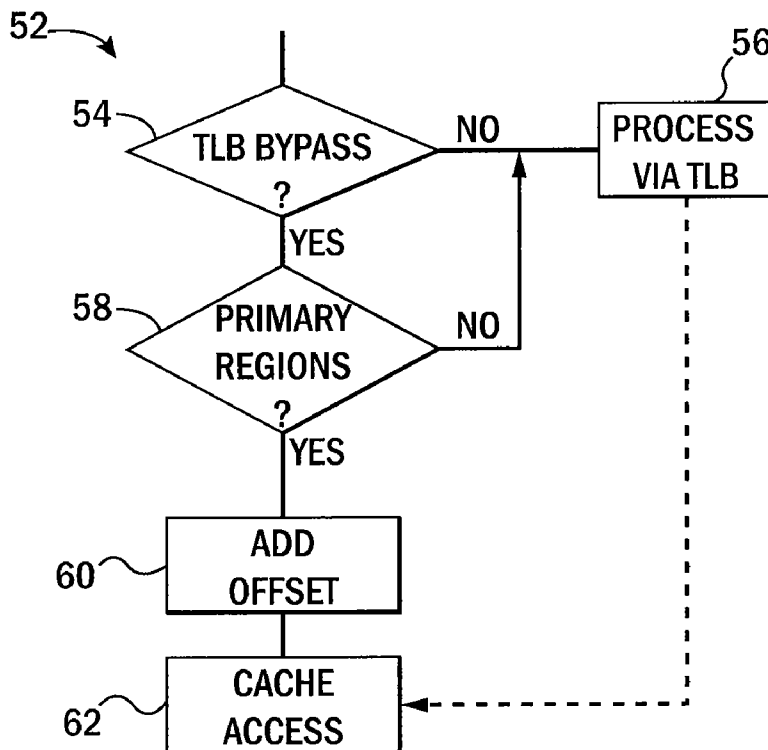 52
56
54
TLB BYPASS
?
NO
PROCESS
VIA TLB
YES
58
PRIMARY
REGIONS
?
NO
YES
60
ADD
OFFSET
62
CACHE
ACCESS